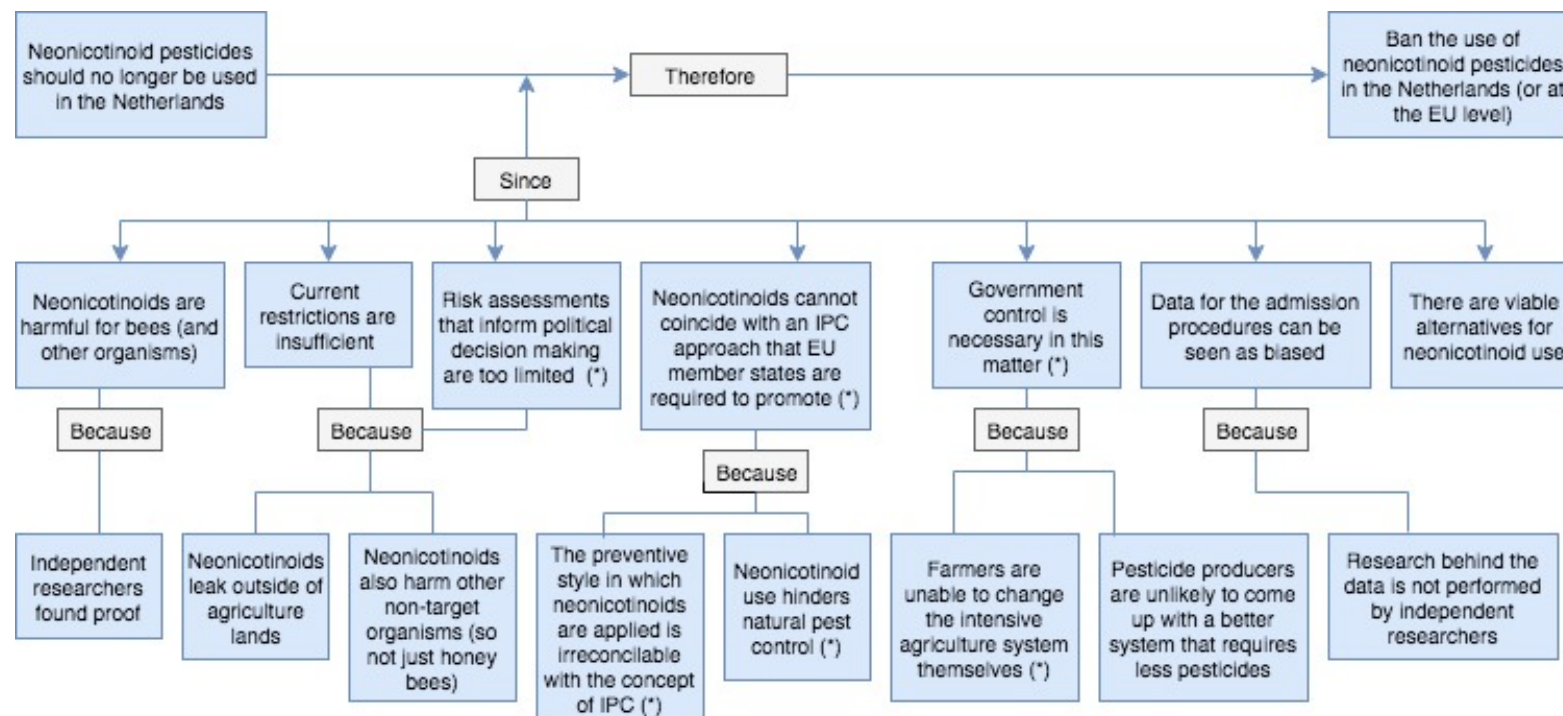 Neonicotinoid pesticides
should no longer be used
in the Netherlands
Therefore
Ban the use of
neonicotinoid pesticides
in the Netherlands (or at
the EU level)
Since
Neonicotinoids are
harmful for bees (and
other organisms)
Current
restrictions are
insufficient
Risk assessments
that inform political
decision making
are too limited (*)
Neonicotinoids cannot
coincide with an IPC
approach that EU
member states are
required to promote (*)
Government
control is
necessary in this
matter (*)
Data for the admission
procedures can be
seen as biased
There are viable
alternatives for
neonicotinoid use
Because
Because
Because
Because
Because
Independent
researchers
found proof
Neonicotinoids
leak outside of
agriculture
lands
Neonicotinoids
also harm other
non-target
organisms (so
not just honey
bees)
The preventive
style in which
neonicotinoids
are applied is
irreconcilable
with the concept
of IPC (*)
Neonicotinoid
use hinders
natural pest
control (*)
Farmers are
unable to change
the intensive
agriculture system
themselves (*)
Pesticide producers
are unlikely to come
up with a better
system that requires
less pesticides
Research behind the
data is not performed
by independent
researchers